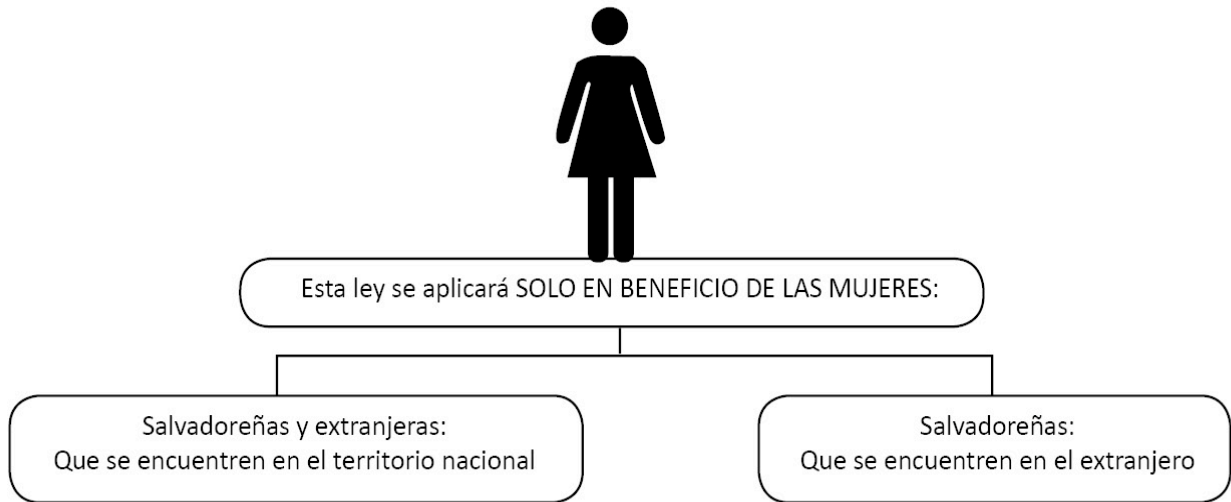 Esta ley se aplicará SOLO EN BENEFICIO DE LAS MUJERES:
Salvadoreñas y extranjeras:
Que se encuentren en el territorio nacional
Salvadoreñas:
Que se encuentren en el extranjero